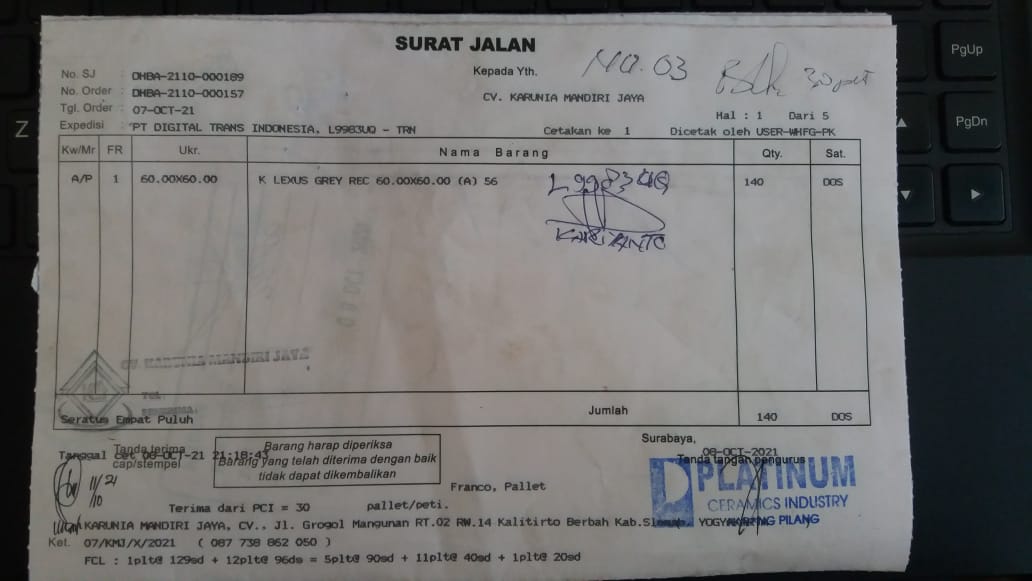 SURAT JALAN
No. SJ : DHBA-2110-000189
No. Order : DHBA-2110-000157
Tgl. Order : 07-OCT-21
Expedisi : PT DIGITAL TRANS INDONESIA, L9983UQ - TRN
Kepada Yth.
NO. 03
30 plt
CV. KARUNIA MANDIRI JAYA
Hal : 1 Dari 5
Cetakan ke 1 Dicetak oleh USER-WHFG-PK
Kw/Mr FR Ukr. Nama Barang Qty. Sat.
A/P 1 60.00X60.00 K LEXUS GREY REC 60.00X60.00 (A) 56 140 DOS
L 9983 UQ
KARIYANTO
CV. KARUNIA MANDIRI JAYA
TGL.
Seratus Empat Puluh
Jumlah 140 DOS
Tanda terima
Tanggal cet 08-OCT-21 21:18:43
cap/stempel
11/21
/10
Barang harap diperiksa
Barang yang telah diterima dengan baik
tidak dapat dikembalikan
Surabaya,
08-OCT-2021
Tanda tangan pengurus
PLATINUM
CERAMICS INDUSTRY
KARANG PILANG
Franco, Pallet
Terima dari PCI = 30 pallet/peti.
KARUNIA MANDIRI JAYA, CV., Jl. Grogol Mangunan RT.02 RW.14 Kalitirto Berbah Kab.Sleman
Ket. 07/KMJ/X/2021 ( 087 738 862 050 )
FCL : 1plt@ 129sd + 12plt@ 96ds = 5plt@ 90sd + 11plt@ 40sd + 1plt@ 20sd
PgUp
PgDn
Z